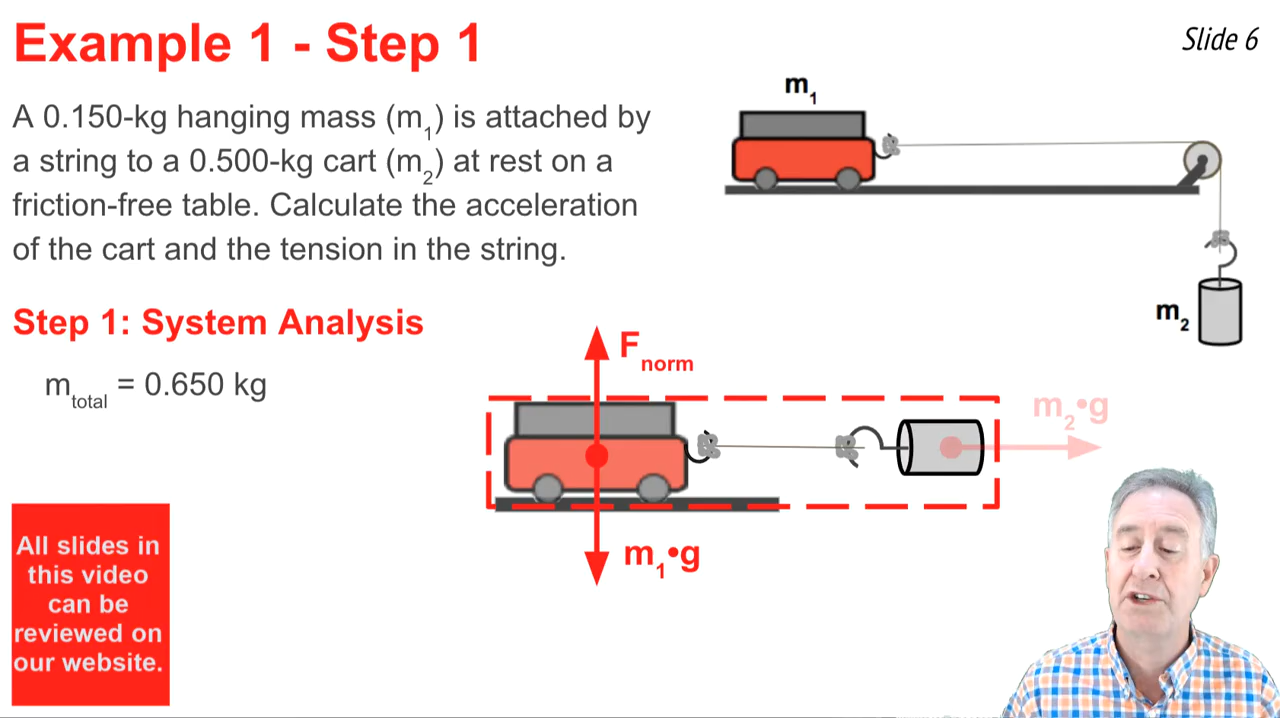 Example 1 - Step 1
Slide 6
A 0.150-kg hanging mass (m₁) is attached by
a string to a 0.500-kg cart (m₂) at rest on a
friction-free table. Calculate the acceleration
of the cart and the tension in the string.
m₁
m₂
Step 1: System Analysis
m_total = 0.650 kg
F_norm
m₂•g
m₁•g
All slides in
this video
can be
reviewed on
our website.